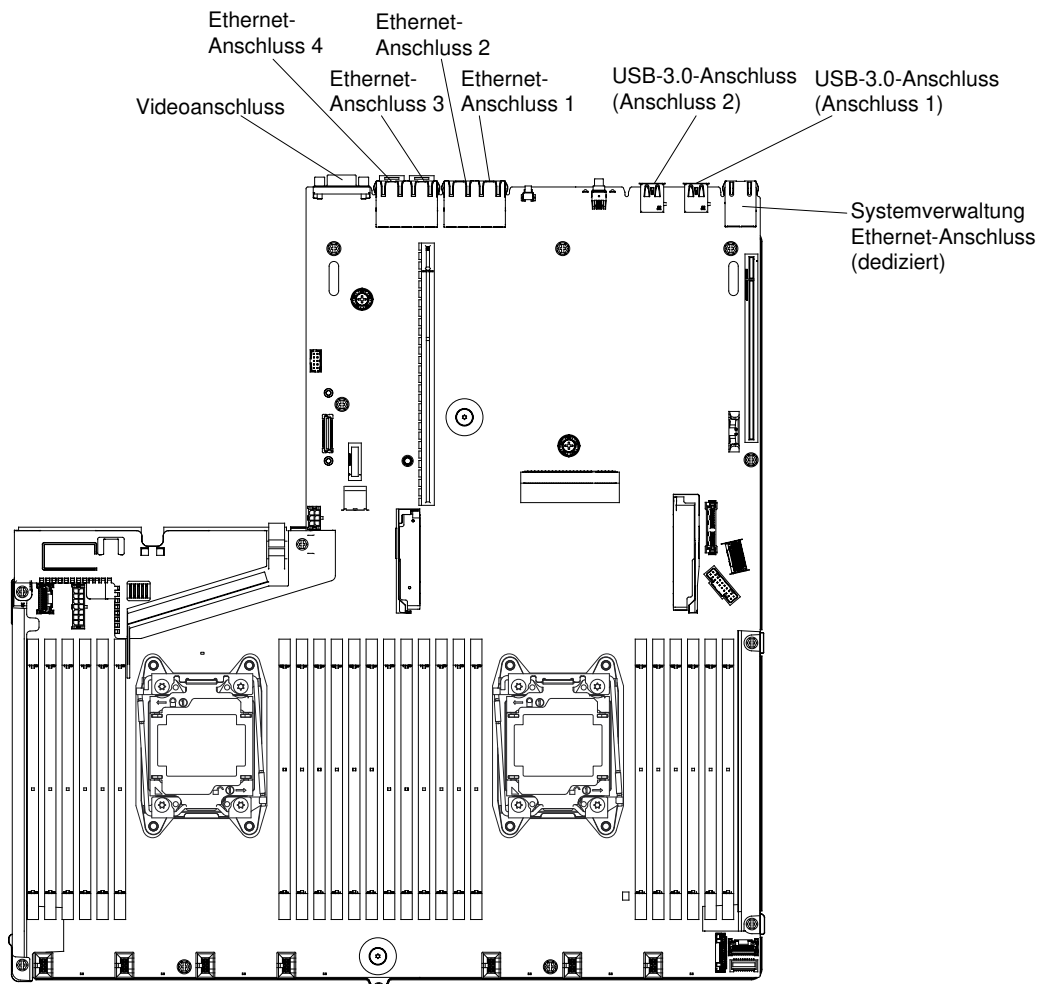 Ethernet-
Anschluss 4
Ethernet-
Anschluss 2
Ethernet-
Anschluss 3
Ethernet-
Anschluss 1
USB-3.0-Anschluss
(Anschluss 2)
USB-3.0-Anschluss
(Anschluss 1)
Videoanschluss
Systemverwaltung
Ethernet-Anschluss
(dediziert)